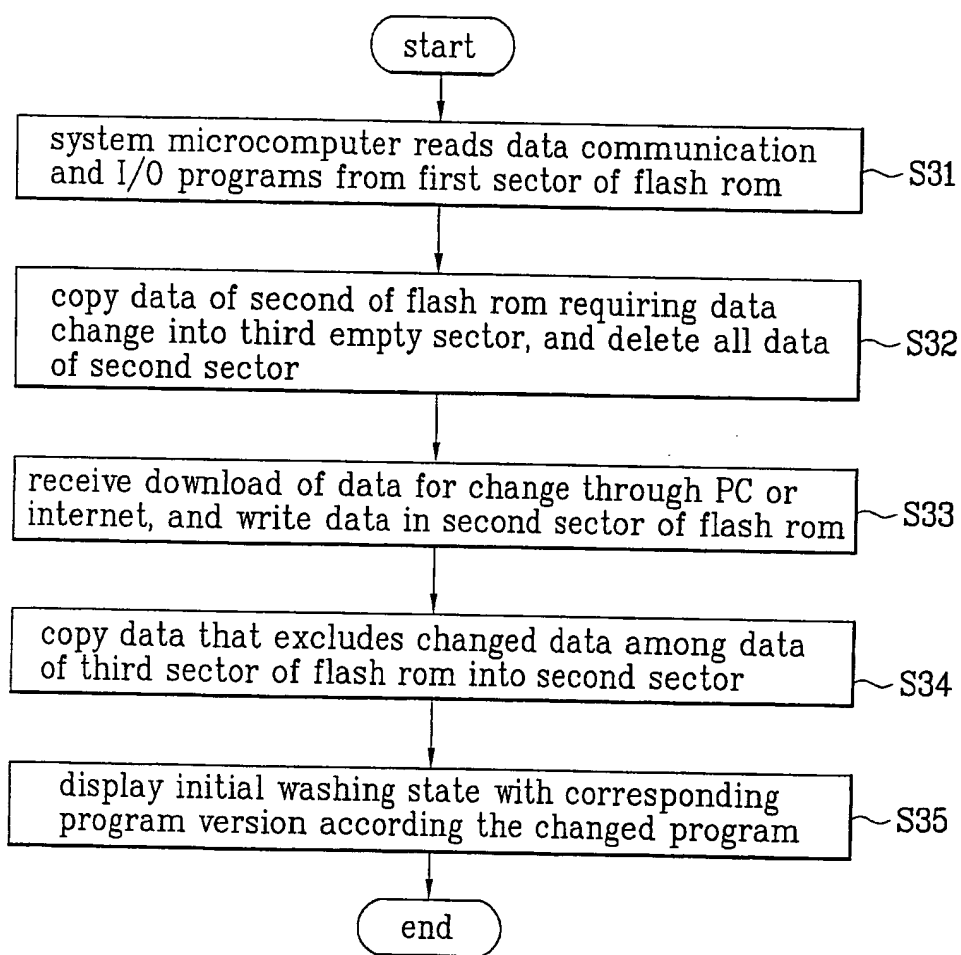 start
system microcomputer reads data communication
and I/O programs from first sector of flash rom
S31
copy data of second of flash rom requiring data
change into third empty sector, and delete all data
of second sector
S32
receive download of data for change through PC or
internet, and write data in second sector of flash rom
S33
copy data that excludes changed data among data
of third sector of flash rom into second sector
S34
display initial washing state with corresponding
program version according the changed program
S35
end